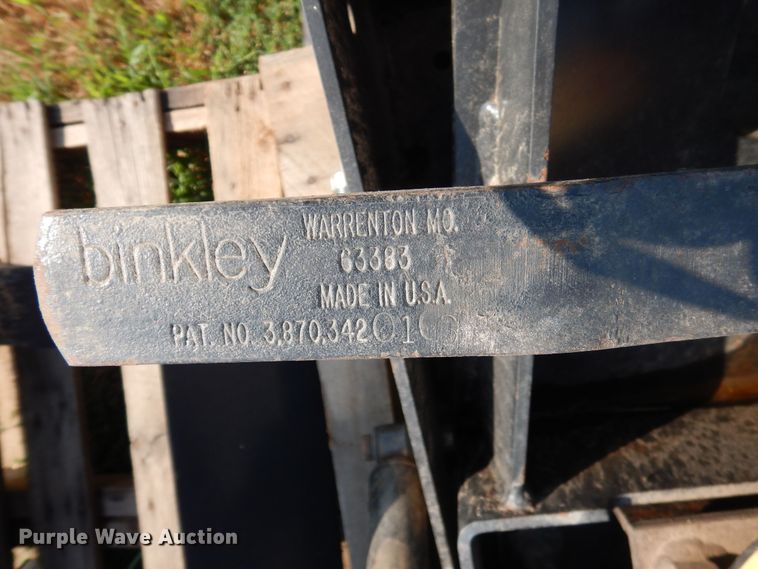 binkley
WARRENTON MO.
63383
MADE IN U.S.A.
PAT. NO. 3,870,342
Purple Wave Auction®